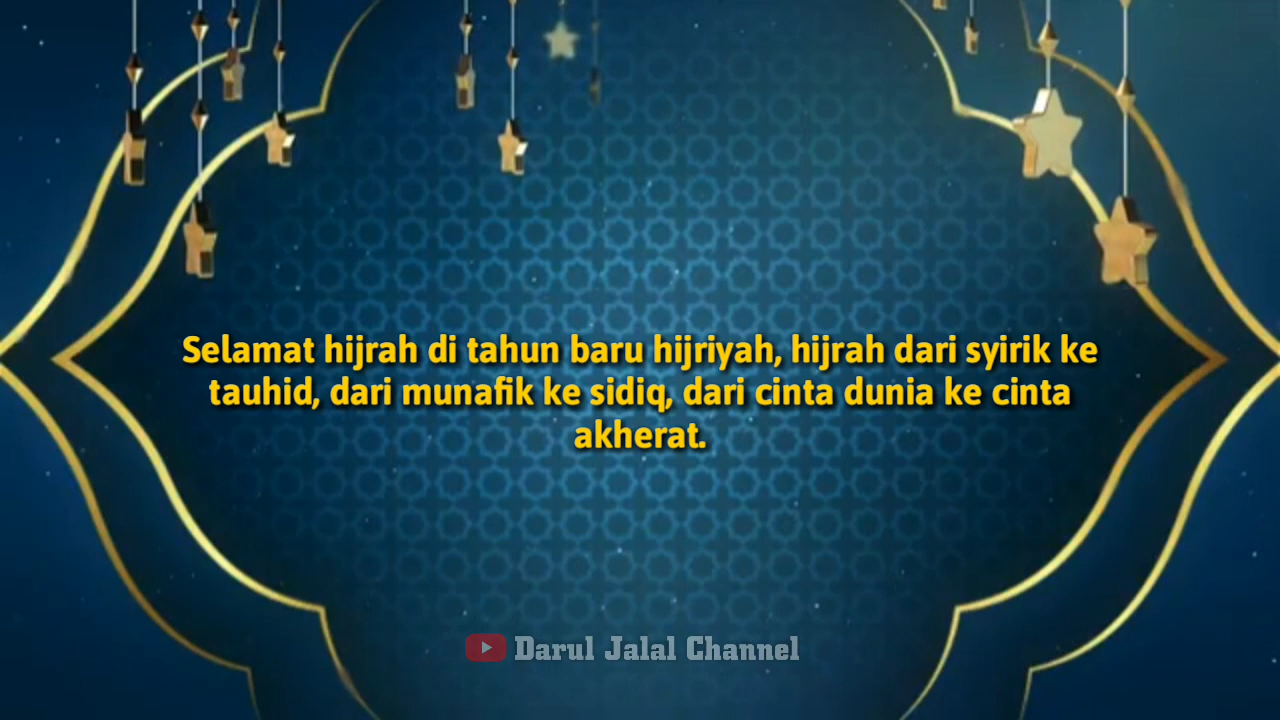 Selamat hijrah di tahun baru hijriyah, hijrah dari syirik ke
tauhid, dari munafik ke sidiq, dari cinta dunia ke cinta
akherat.
Darul Jalal Channel